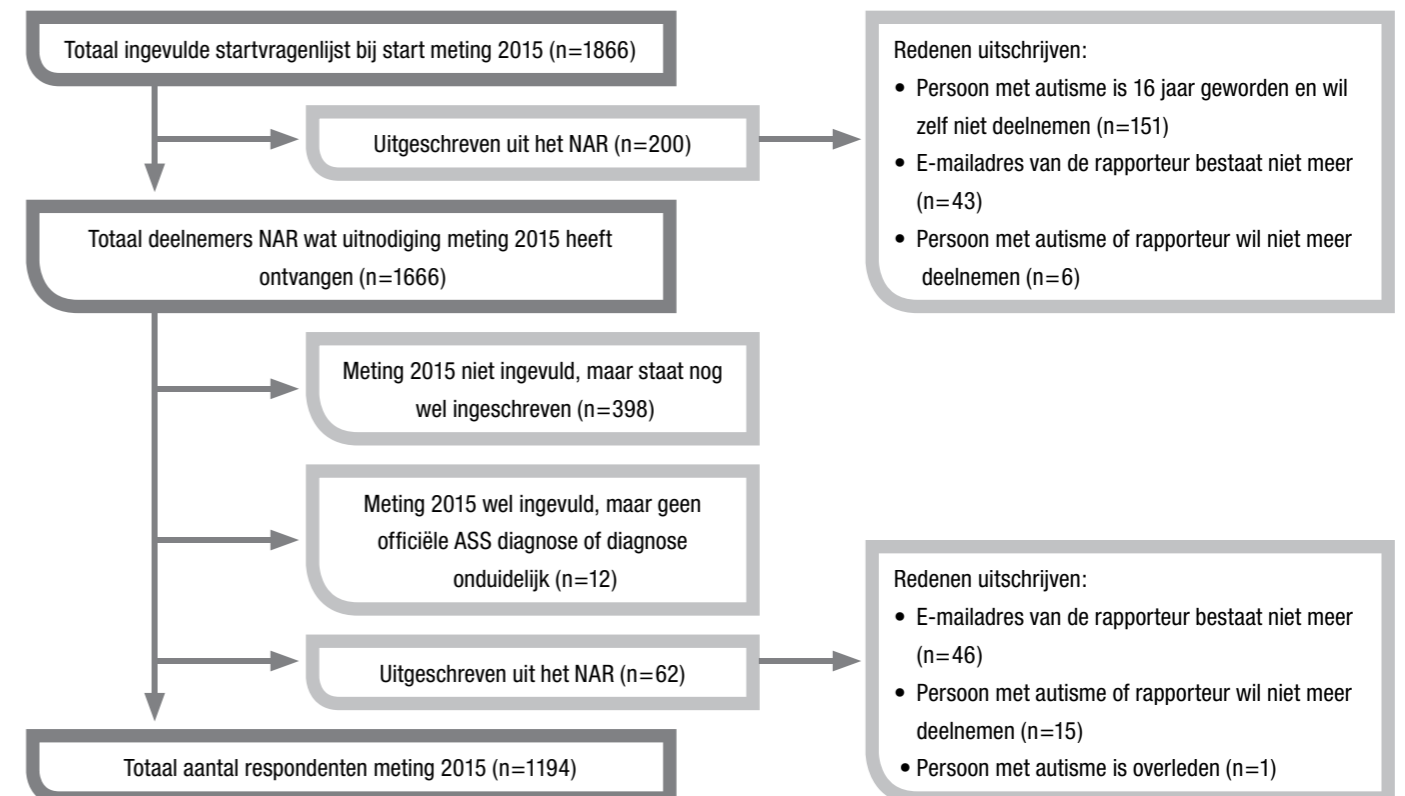 Totaal ingevulde startvragenlijst bij start meting 2015 (n=1866)
Uitgeschreven uit het NAR (n=200)
Redenen uitschrijven:
• Persoon met autisme is 16 jaar geworden en wil
zelf niet deelnemen (n=151)
• E-mailadres van de rapporteur bestaat niet meer
(n=43)
• Persoon met autisme of rapporteur wil niet meer
deelnemen (n=6)
Totaal deelnemers NAR wat uitnodiging meting 2015 heeft
ontvangen (n=1666)
Meting 2015 niet ingevuld, maar staat nog
wel ingeschreven (n=398)
Meting 2015 wel ingevuld, maar geen
officiële ASS diagnose of diagnose
onduidelijk (n=12)
Uitgeschreven uit het NAR (n=62)
Redenen uitschrijven:
• E-mailadres van de rapporteur bestaat niet meer
(n=46)
• Persoon met autisme of rapporteur wil niet meer
deelnemen (n=15)
• Persoon met autisme is overleden (n=1)
Totaal aantal respondenten meting 2015 (n=1194)